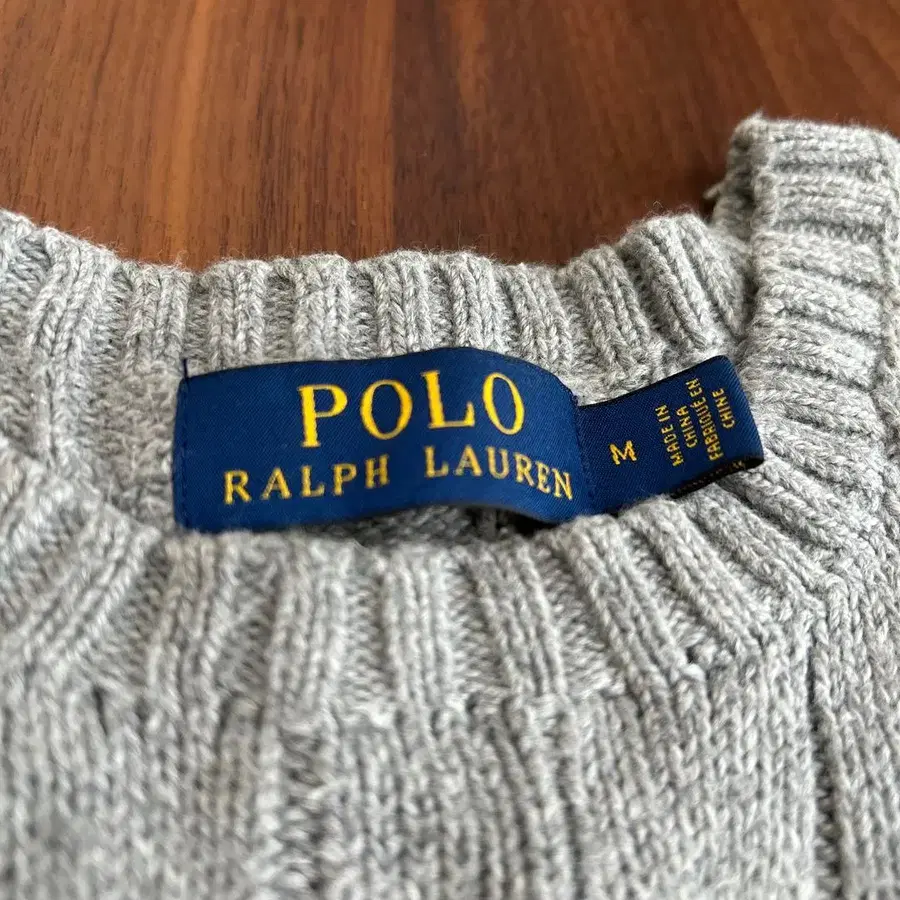 POLO
RALPH LAUREN
M
MADE IN
CHINA
FABRIQUÉ EN
CHINE